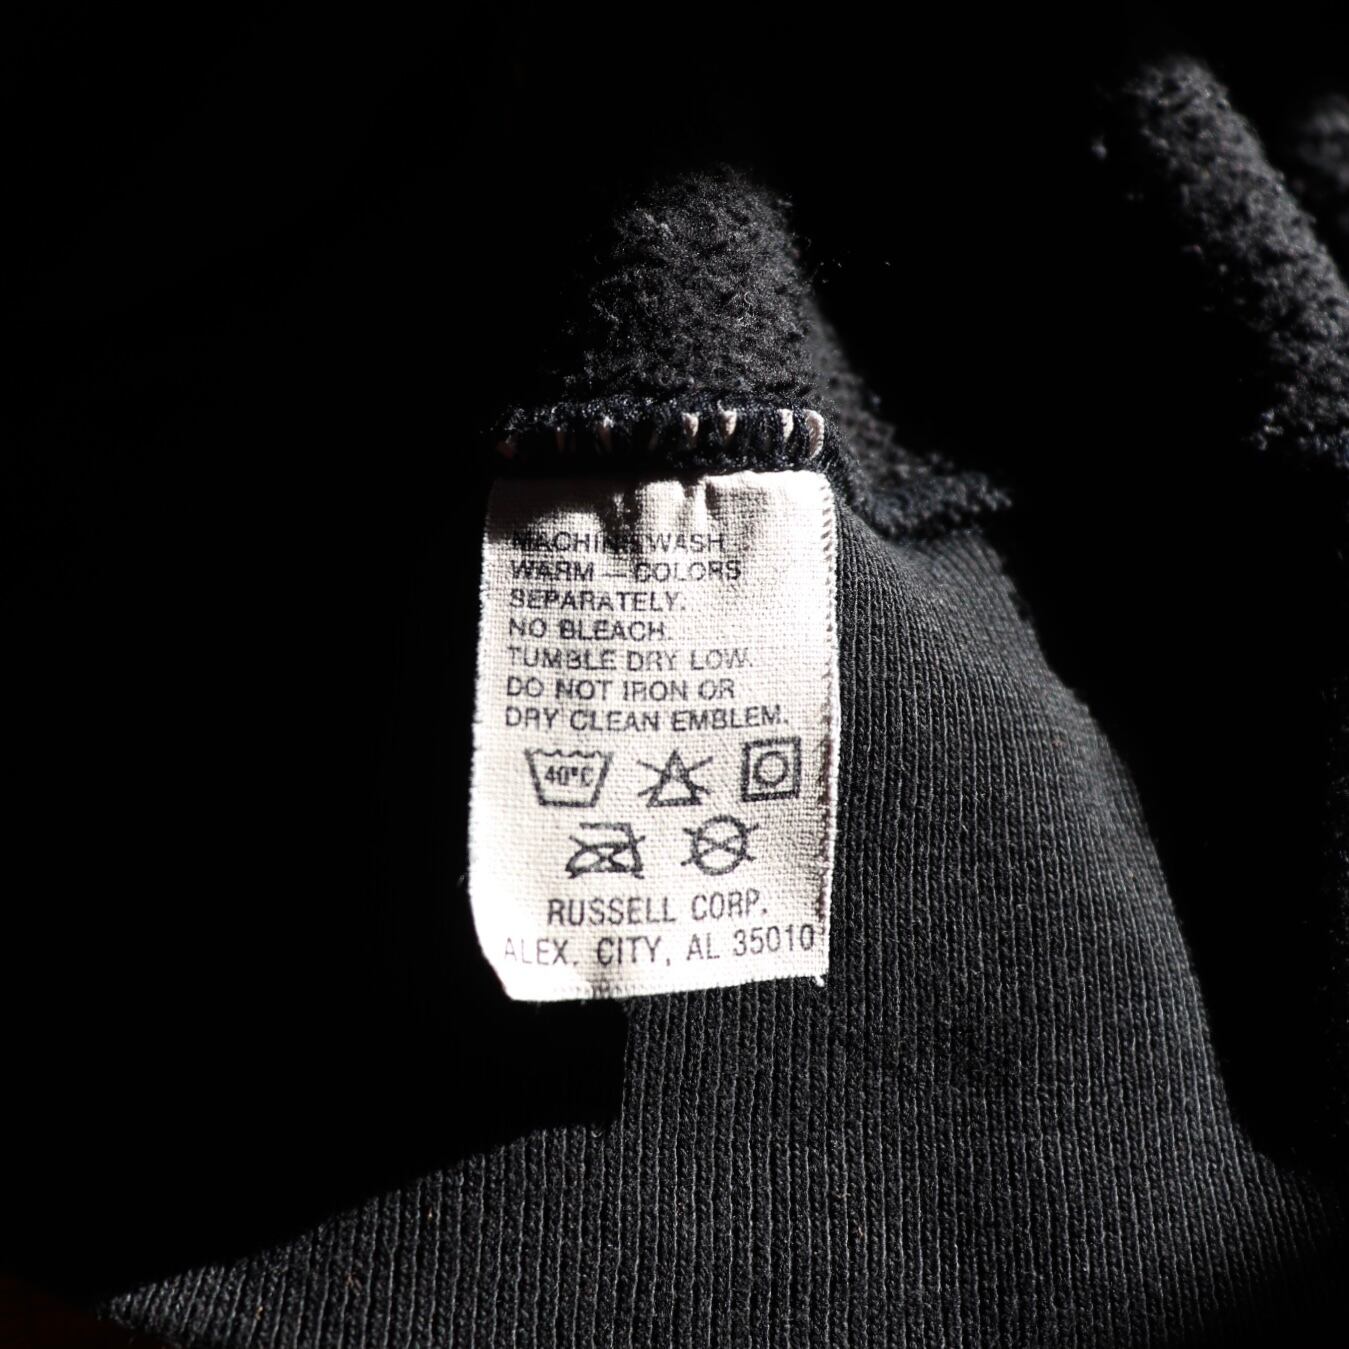 MACHINE WASH
WARM — COLORS
SEPARATELY.
NO BLEACH.
TUMBLE DRY LOW.
DO NOT IRON OR
DRY CLEAN EMBLEM.
40°C
RUSSELL CORP.
ALEX. CITY, AL 35010